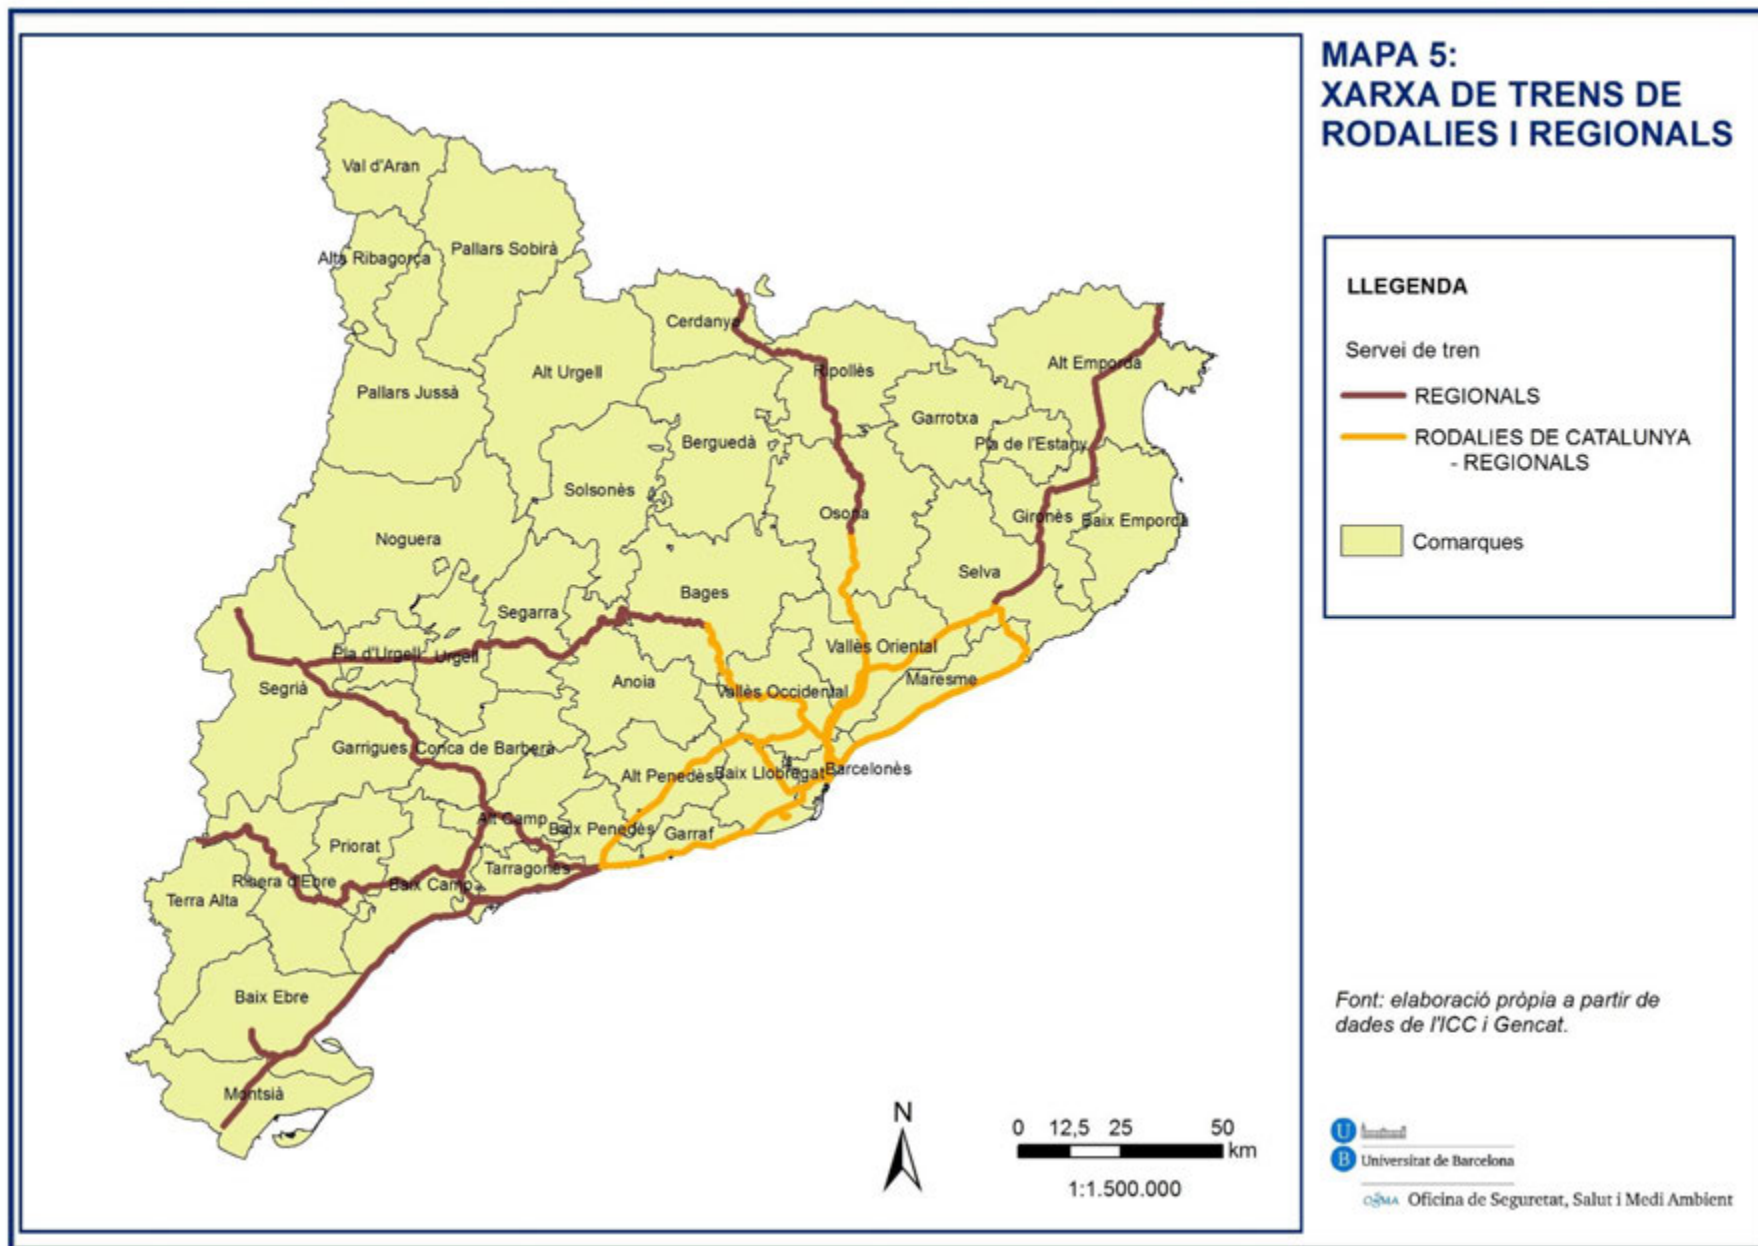 MAPA 5:
XARXA DE TRENS DE
RODALIES I REGIONALS
LLEGENDA
Servei de tren
REGIONALS
RODALIES DE CATALUNYA
- REGIONALS
Comarques
Val d'Aran
Alta Ribagorça
Pallars Sobirà
Cerdanya
Alt Urgell
Ripollès
Alt Empordà
Pallars Jussà
Garrotxa
Berguedà
Pla de l'Estany
Solsonès
Osona
Gironès
Baix Empordà
Noguera
Selva
Bages
Segarra
Vallès Oriental
Pla d'Urgell
Urgell
Segrià
Anoia
Vallès Occidental
Maresme
Garrigues
Conca de Barberà
Alt Penedès
Baix Llobregat
Barcelonès
Alt Camp
Baix Penedès
Garraf
Priorat
Tarragonès
Ribera d'Ebre
Baix Camp
Terra Alta
Baix Ebre
Montsià
N
0 12,5 25 50
km
1:1.500.000
Font: elaboració pròpia a partir de
dades de l'ICC i Gencat.
U
B Universitat de Barcelona
OSSMA Oficina de Seguretat, Salut i Medi Ambient